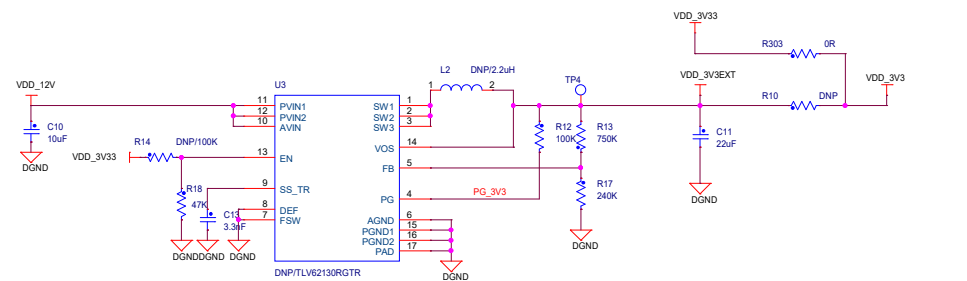 VDD_3V33
R303 0R
L2 DNP/2.2uH
TP4
VDD_3V3EXT
VDD_3V3
VDD_12V
U3
1 2
R10 DNP
11 PVIN1 SW1 1
12 PVIN2 SW2 2
10 AVIN SW3 3
C10
10uF
R12
100K
R13
750K
C11
22uF
R14 DNP/100K
VOS 14
VDD_3V33
13 EN
FB 5
DGND
DGND
R18
47K
9 SS_TR
PG 4
PG_3V3
R17
240K
C13
3.3nF
8 DEF
7 FSW
AGND 6
PGND1 15
PGND2 16
PAD 17
DGND
DGND
DGND
DGND
DGND
DNP/TLV62130RGTR